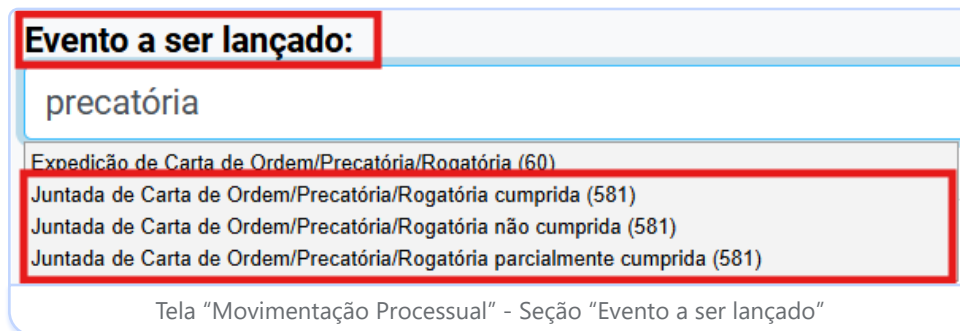 Evento a ser lançado:
precatória
Expedição de Carta de Ordem/Precatória/Rogatória (60)
Juntada de Carta de Ordem/Precatória/Rogatória cumprida (581)
Juntada de Carta de Ordem/Precatória/Rogatória não cumprida (581)
Juntada de Carta de Ordem/Precatória/Rogatória parcialmente cumprida (581)
Tela “Movimentação Processual” - Seção “Evento a ser lançado”